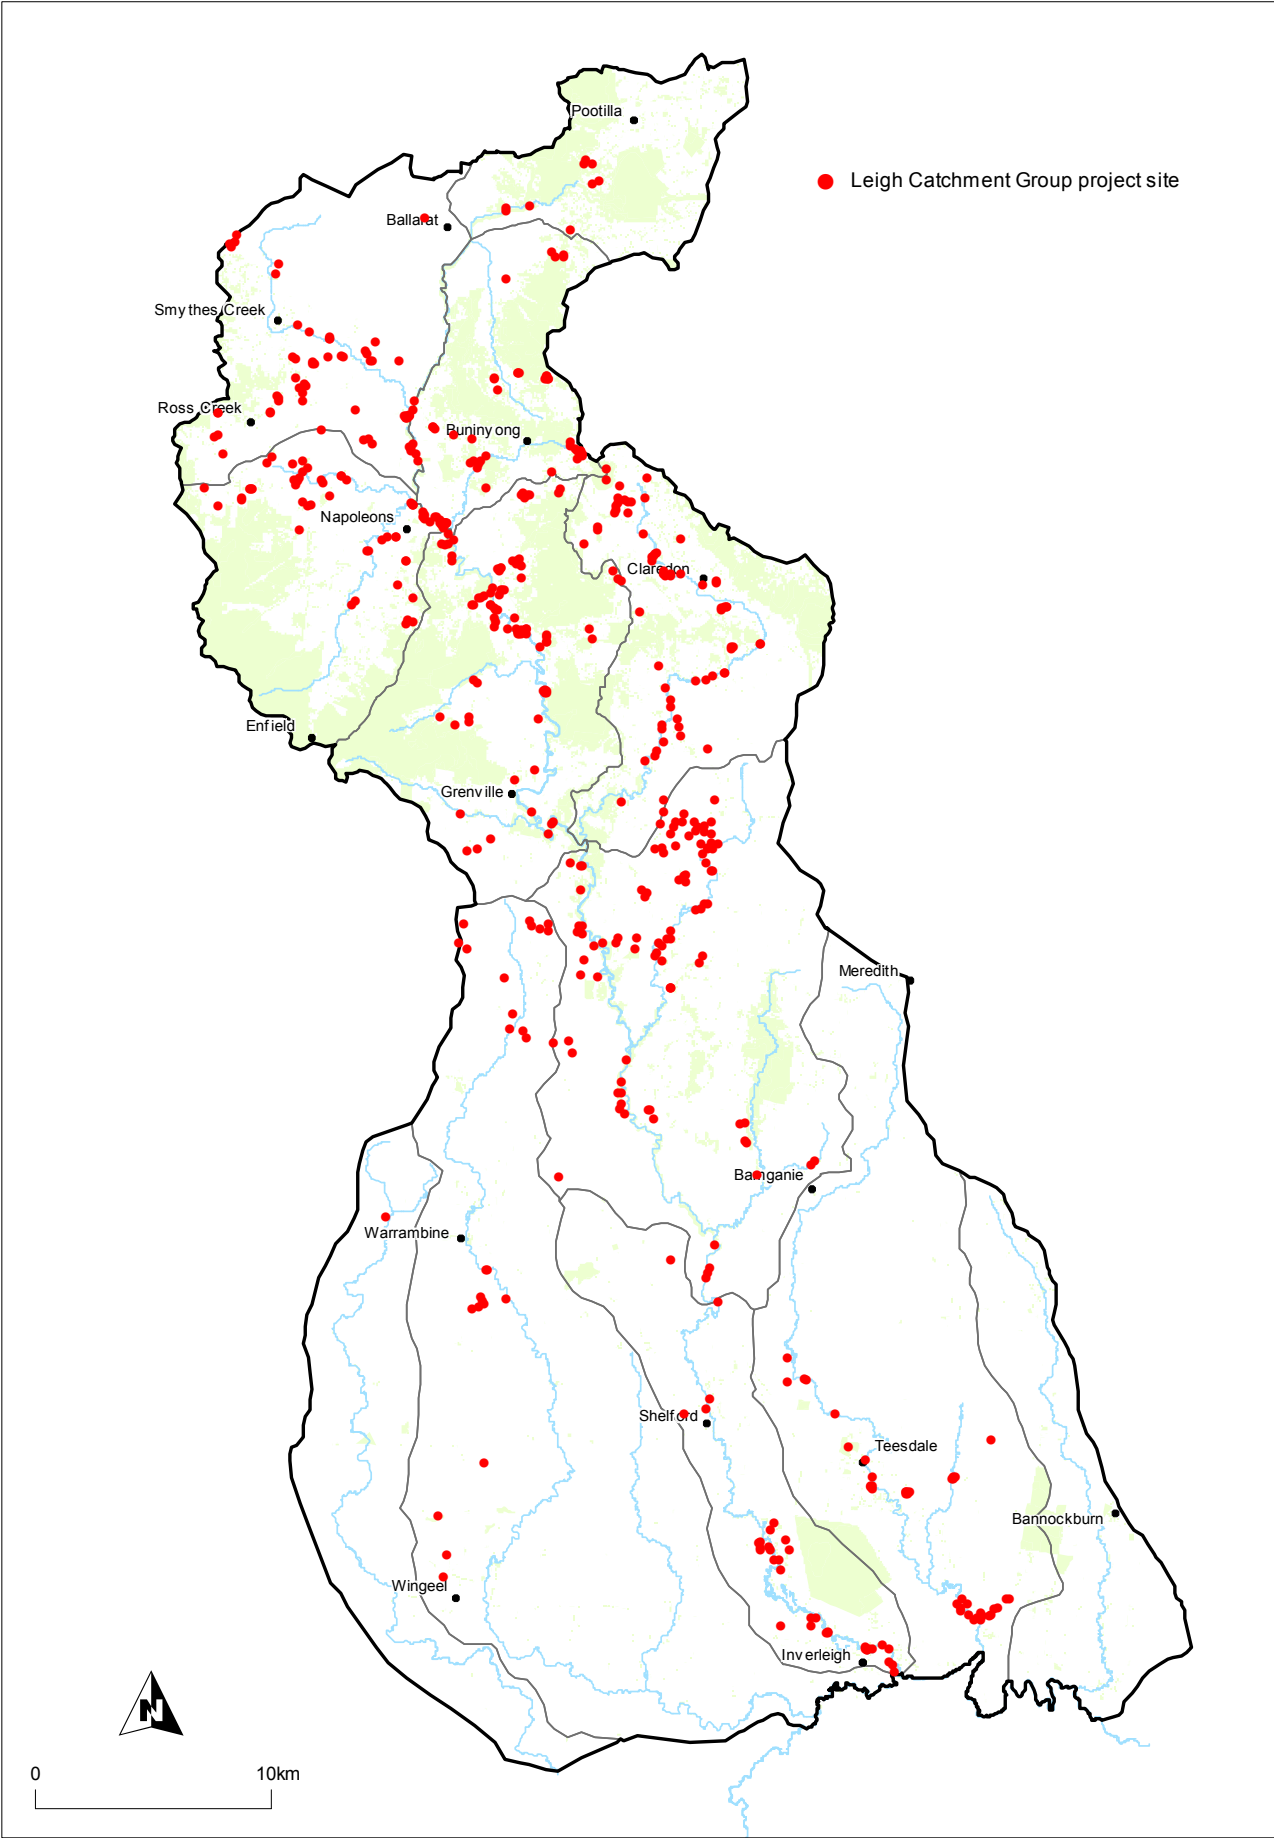 Pootilla
Leigh Catchment Group project site
Ballarat
Smythes Creek
Ross Creek
Buninyong
Napoleons
Claredon
Enfield
Grenville
Meredith
Bamganie
Warrambine
Shelford
Teesdale
Bannockburn
Wingeel
Inverleigh
N
0 10km